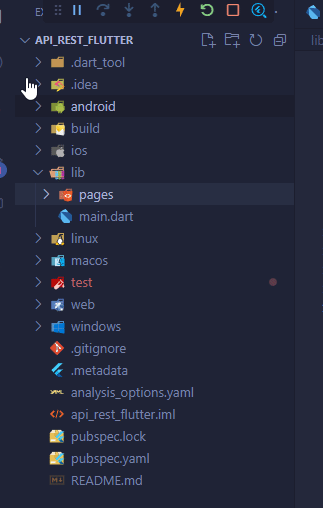 EX
API_REST_FLUTTER
.dart_tool
.idea
android
build
ios
lib
pages
main.dart
linux
macos
test
web
windows
.gitignore
.metadata
analysis_options.yaml
api_rest_flutter.iml
pubspec.lock
pubspec.yaml
README.md
lib